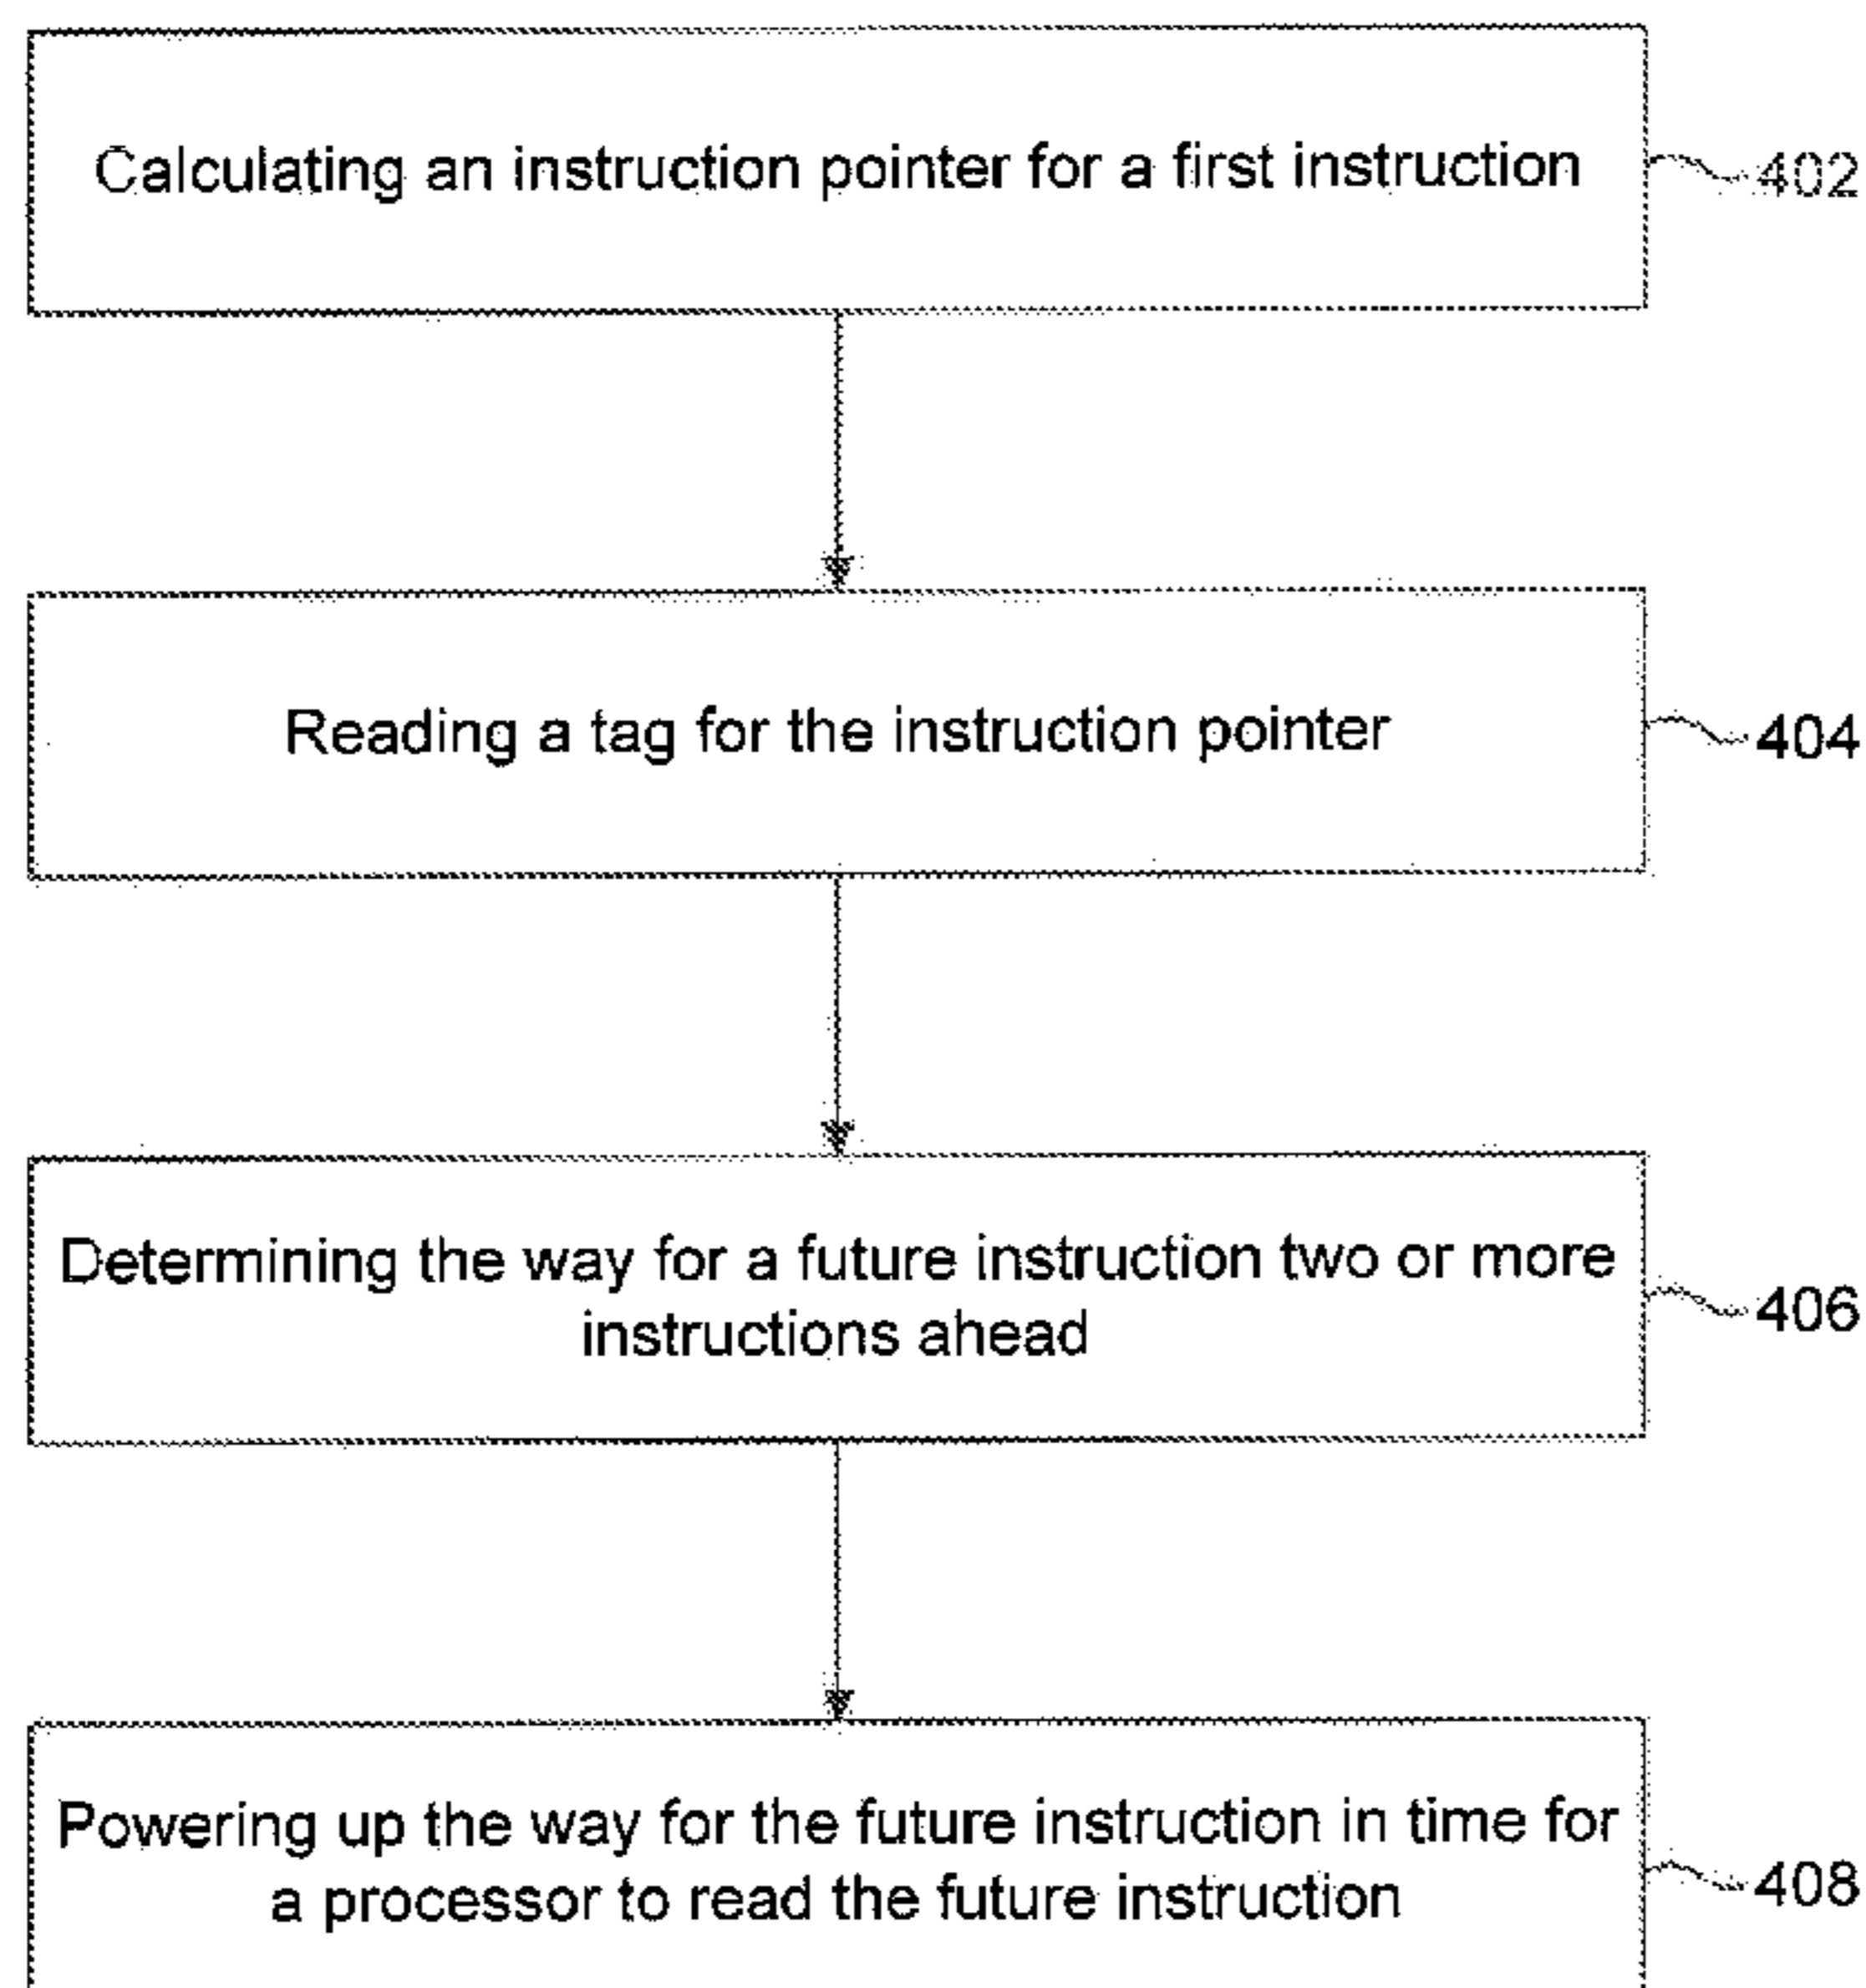 Calculating an instruction pointer for a first instruction
402
Reading a tag for the instruction pointer
404
Determining the way for a future instruction two or more
instructions ahead
406
Powering up the way for the future instruction in time for
a processor to read the future instruction
408